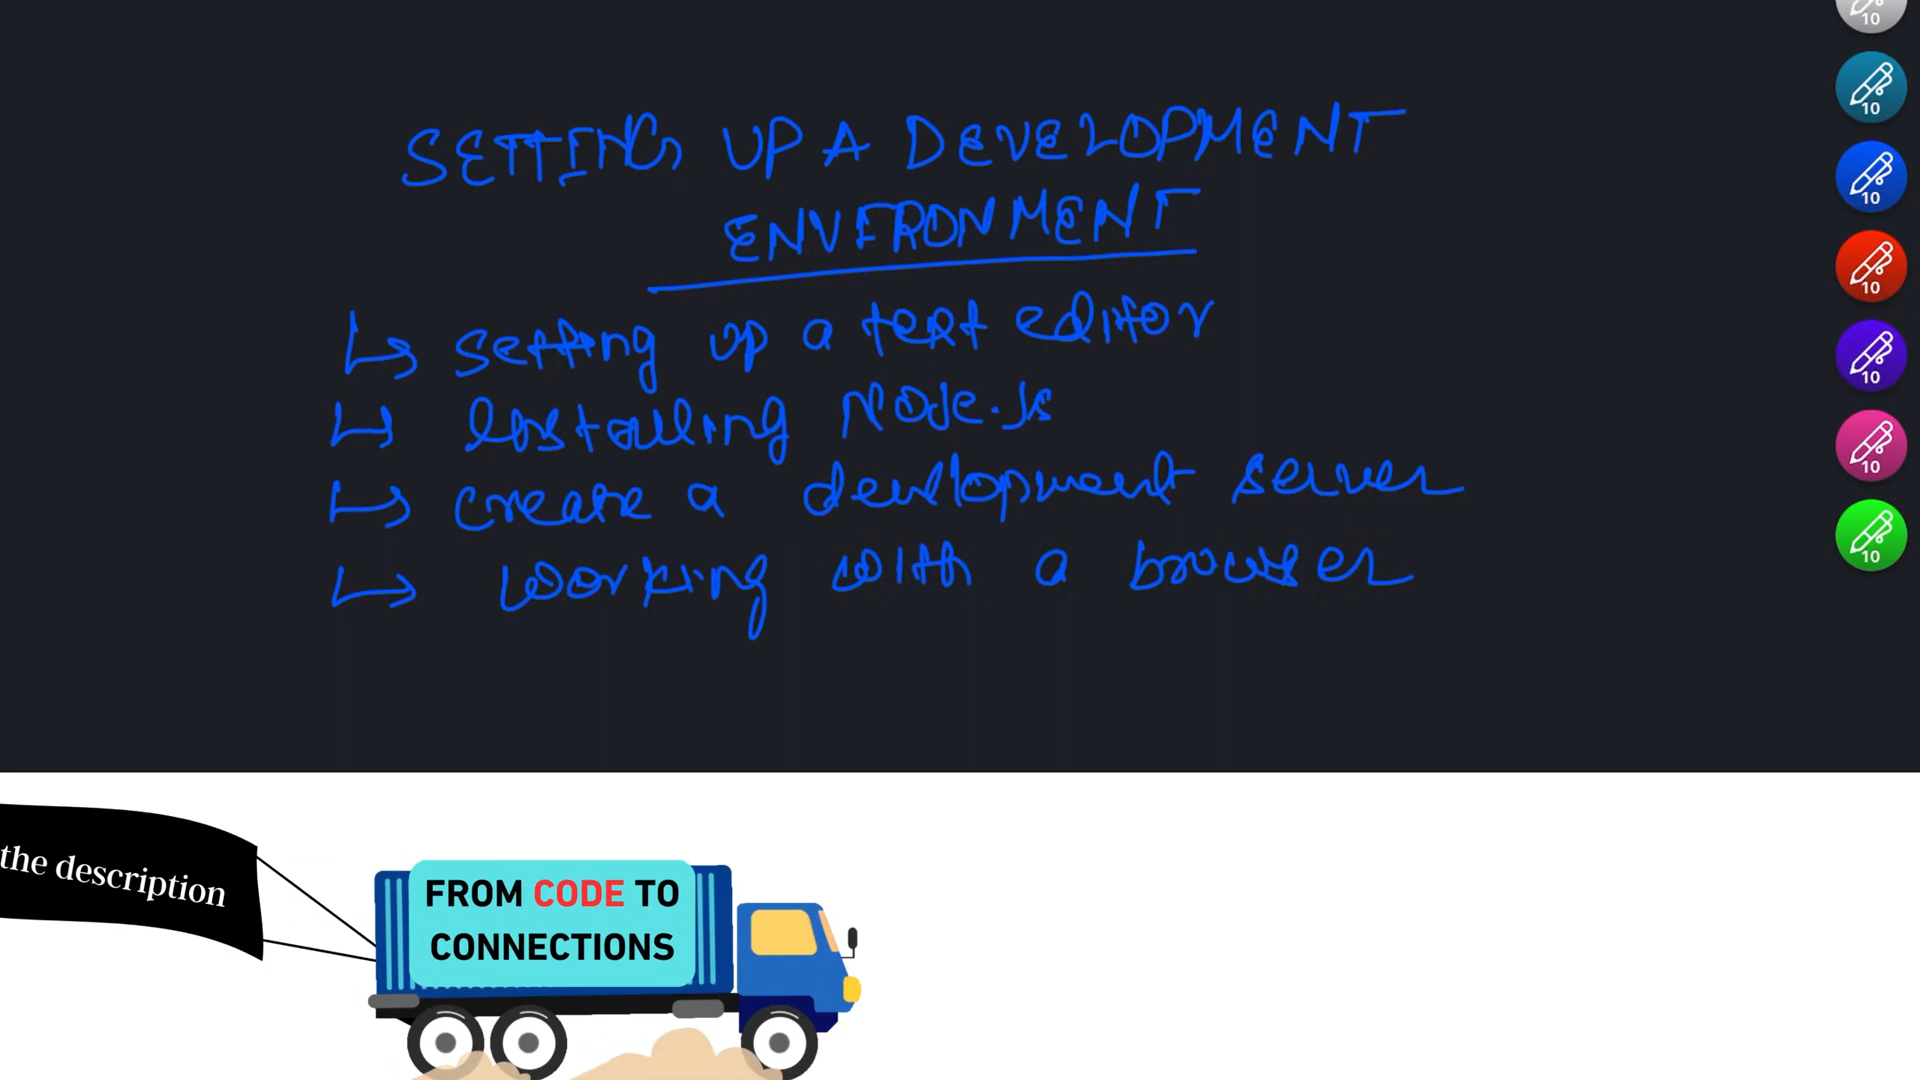 SETTING UP A DEVELOPMENT
ENVIRONMENT
↳ setting up a text editor
↳ Installing Node.js
↳ create a development server
↳ working with a browser
the description
FROM CODE TO
CONNECTIONS
10
10
10
10
10
10
10